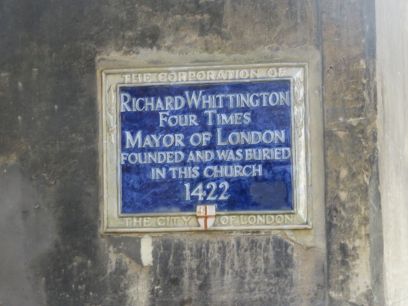 THE CORPORATION OF
RICHARD WHITTINGTON
FOUR TIMES
MAYOR OF LONDON
FOUNDED AND WAS BURIED
IN THIS CHURCH
1422
THE CITY OF LONDON